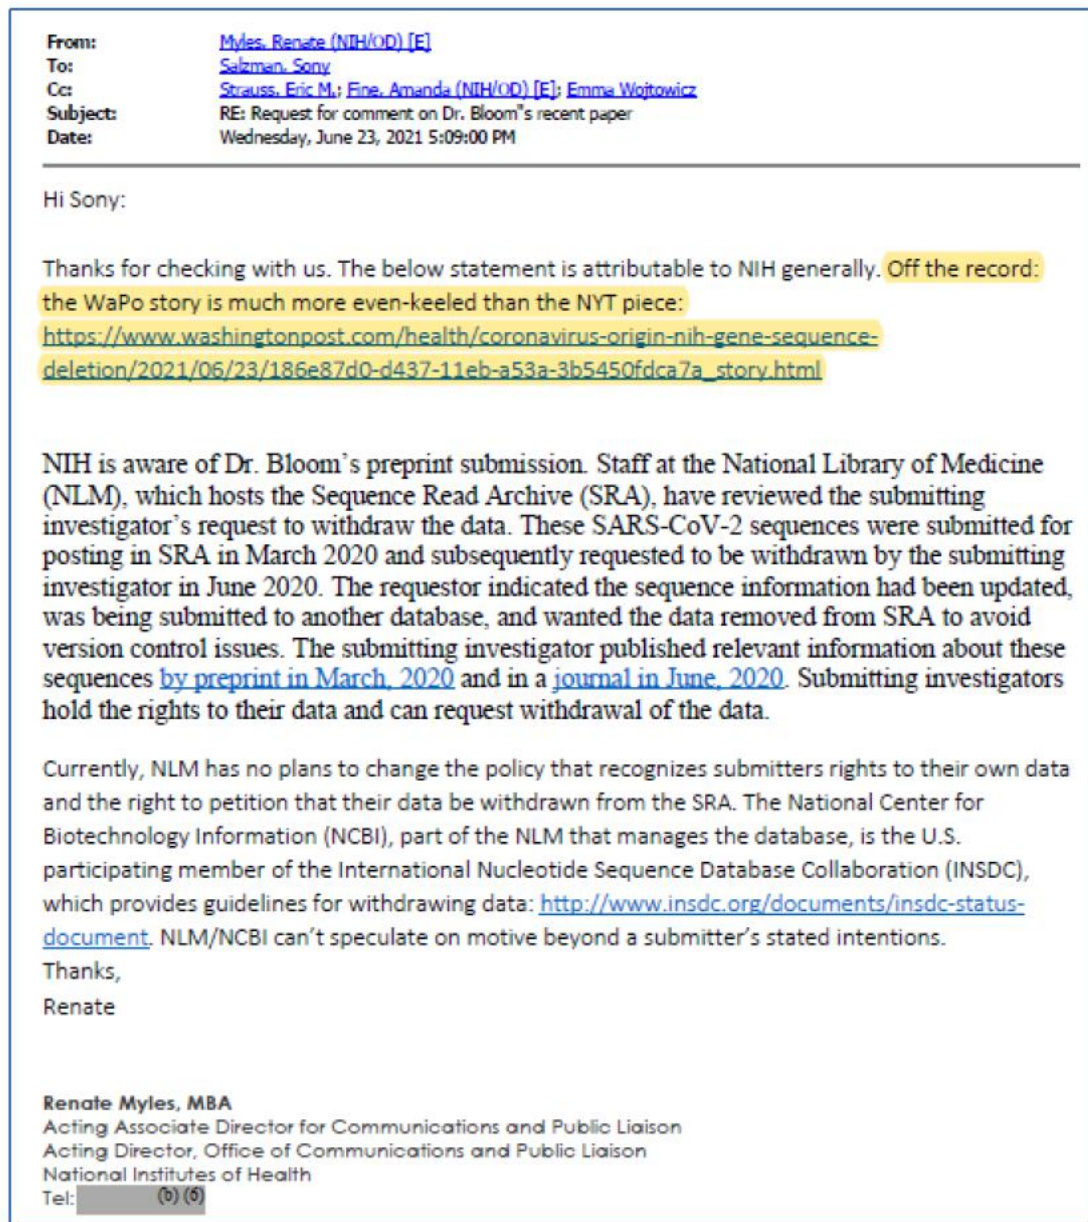 From: Myles, Renate (NIH/OD) [E]
To: Salzman, Sony
Cc: Strauss, Eric M.; Fine, Amanda (NIH/OD) [E]; Emma Wojtowicz
Subject: RE: Request for comment on Dr. Bloom"s recent paper
Date: Wednesday, June 23, 2021 5:09:00 PM
Hi Sony:
Thanks for checking with us. The below statement is attributable to NIH generally. Off the record:
the WaPo story is much more even-keeled than the NYT piece:
https://www.washingtonpost.com/health/coronavirus-origin-nih-gene-sequence-
deletion/2021/06/23/186e87d0-d437-11eb-a53a-3b5450fdca7a_story.html
NIH is aware of Dr. Bloom’s preprint submission. Staff at the National Library of Medicine
(NLM), which hosts the Sequence Read Archive (SRA), have reviewed the submitting
investigator’s request to withdraw the data. These SARS-CoV-2 sequences were submitted for
posting in SRA in March 2020 and subsequently requested to be withdrawn by the submitting
investigator in June 2020. The requestor indicated the sequence information had been updated,
was being submitted to another database, and wanted the data removed from SRA to avoid
version control issues. The submitting investigator published relevant information about these
sequences by preprint in March, 2020 and in a journal in June, 2020. Submitting investigators
hold the rights to their data and can request withdrawal of the data.
Currently, NLM has no plans to change the policy that recognizes submitters rights to their own data
and the right to petition that their data be withdrawn from the SRA. The National Center for
Biotechnology Information (NCBI), part of the NLM that manages the database, is the U.S.
participating member of the International Nucleotide Sequence Database Collaboration (INSDC),
which provides guidelines for withdrawing data: http://www.insdc.org/documents/insdc-status-
document. NLM/NCBI can’t speculate on motive beyond a submitter’s stated intentions.
Thanks,
Renate
Renate Myles, MBA
Acting Associate Director for Communications and Public Liaison
Acting Director, Office of Communications and Public Liaison
National Institutes of Health
Tel: (b) (6)